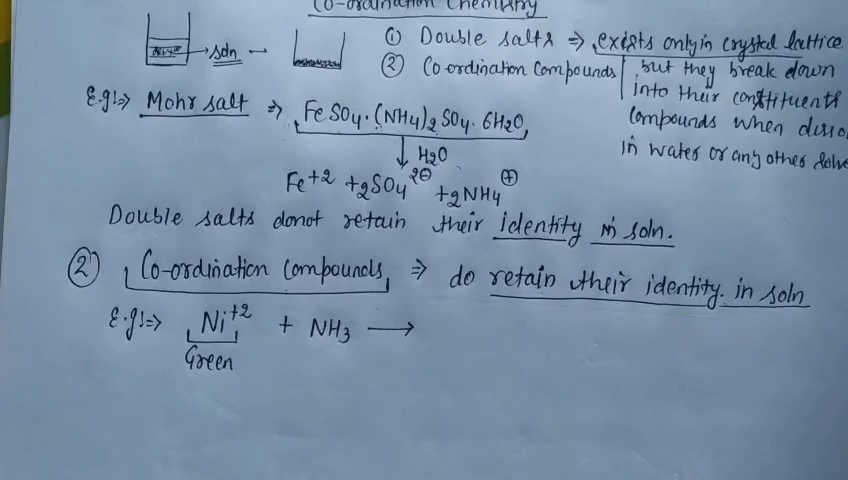 Co-ordination Chemistry
→ soln —
① Double salts ⇒ exists only in crystal lattice
② Co-ordination Compounds but they break down
into their constituents
compounds when
in water or any other
E.g!⇒ Mohr salt ⇒ FeSO4.(NH4)2 SO4. 6H2O
↓ H2O
Fe+2 + 2SO4 2⊖ + 2NH4 ⊕
Double salts donot retain their identity in soln.
② Co-ordination Compounds ⇒ do retain their identity. in soln
E.g!⇒ Ni+2 + NH3 ⟶
Green